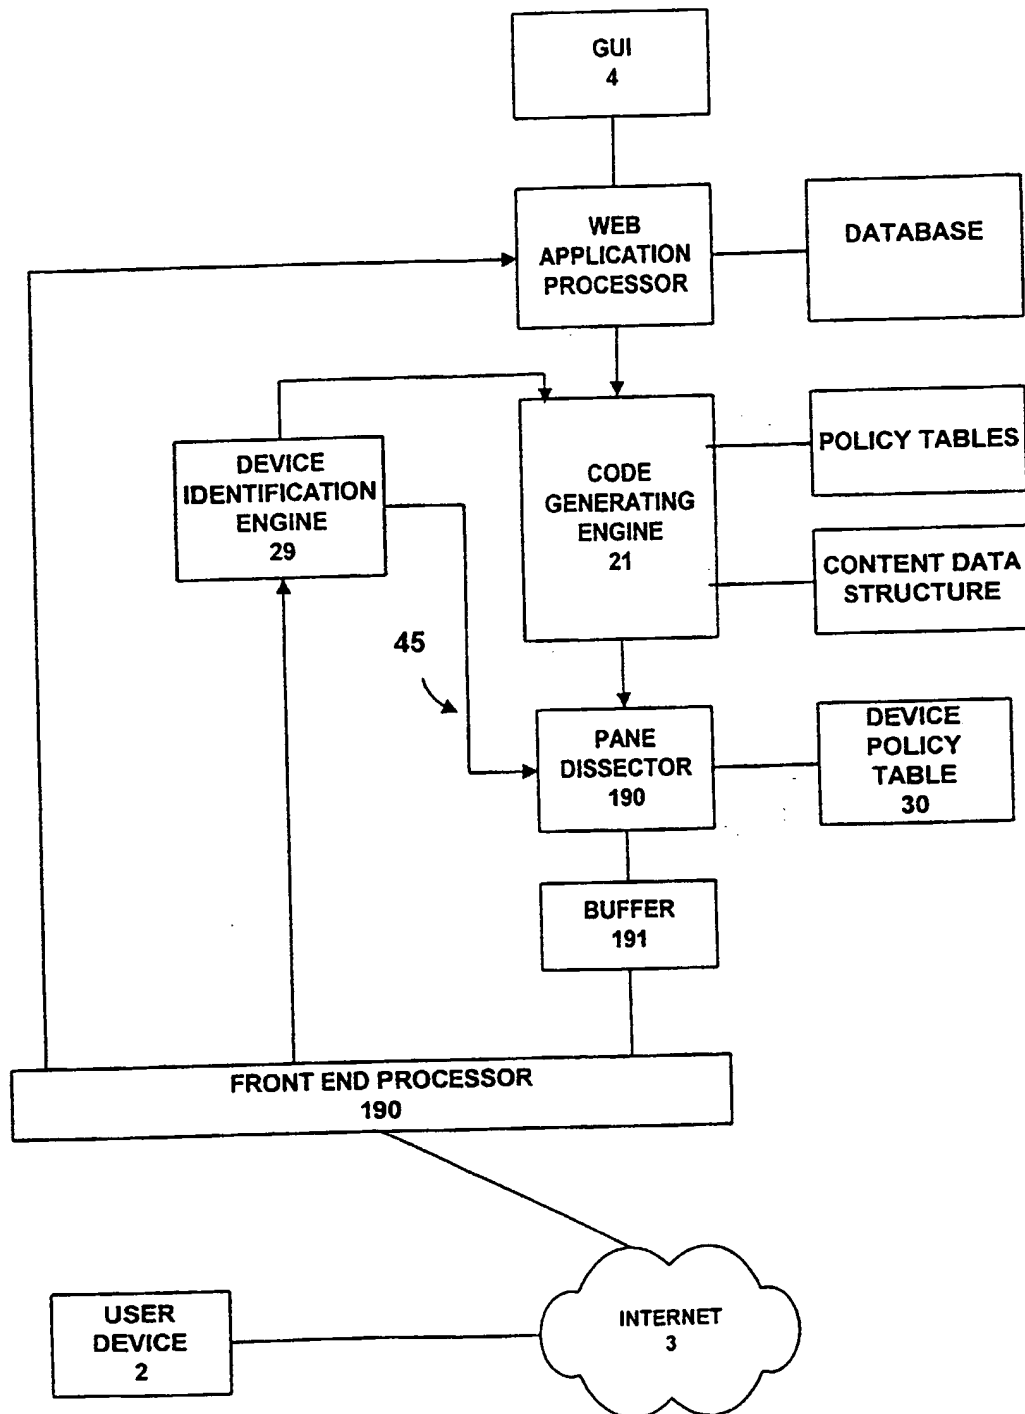 GUI
4
WEB
APPLICATION
PROCESSOR
DATABASE
DEVICE
IDENTIFICATION
ENGINE
29
CODE
GENERATING
ENGINE
21
POLICY TABLES
CONTENT DATA
STRUCTURE
45
PANE
DISSECTOR
190
DEVICE
POLICY
TABLE
30
BUFFER
191
FRONT END PROCESSOR
190
USER
DEVICE
2
INTERNET
3